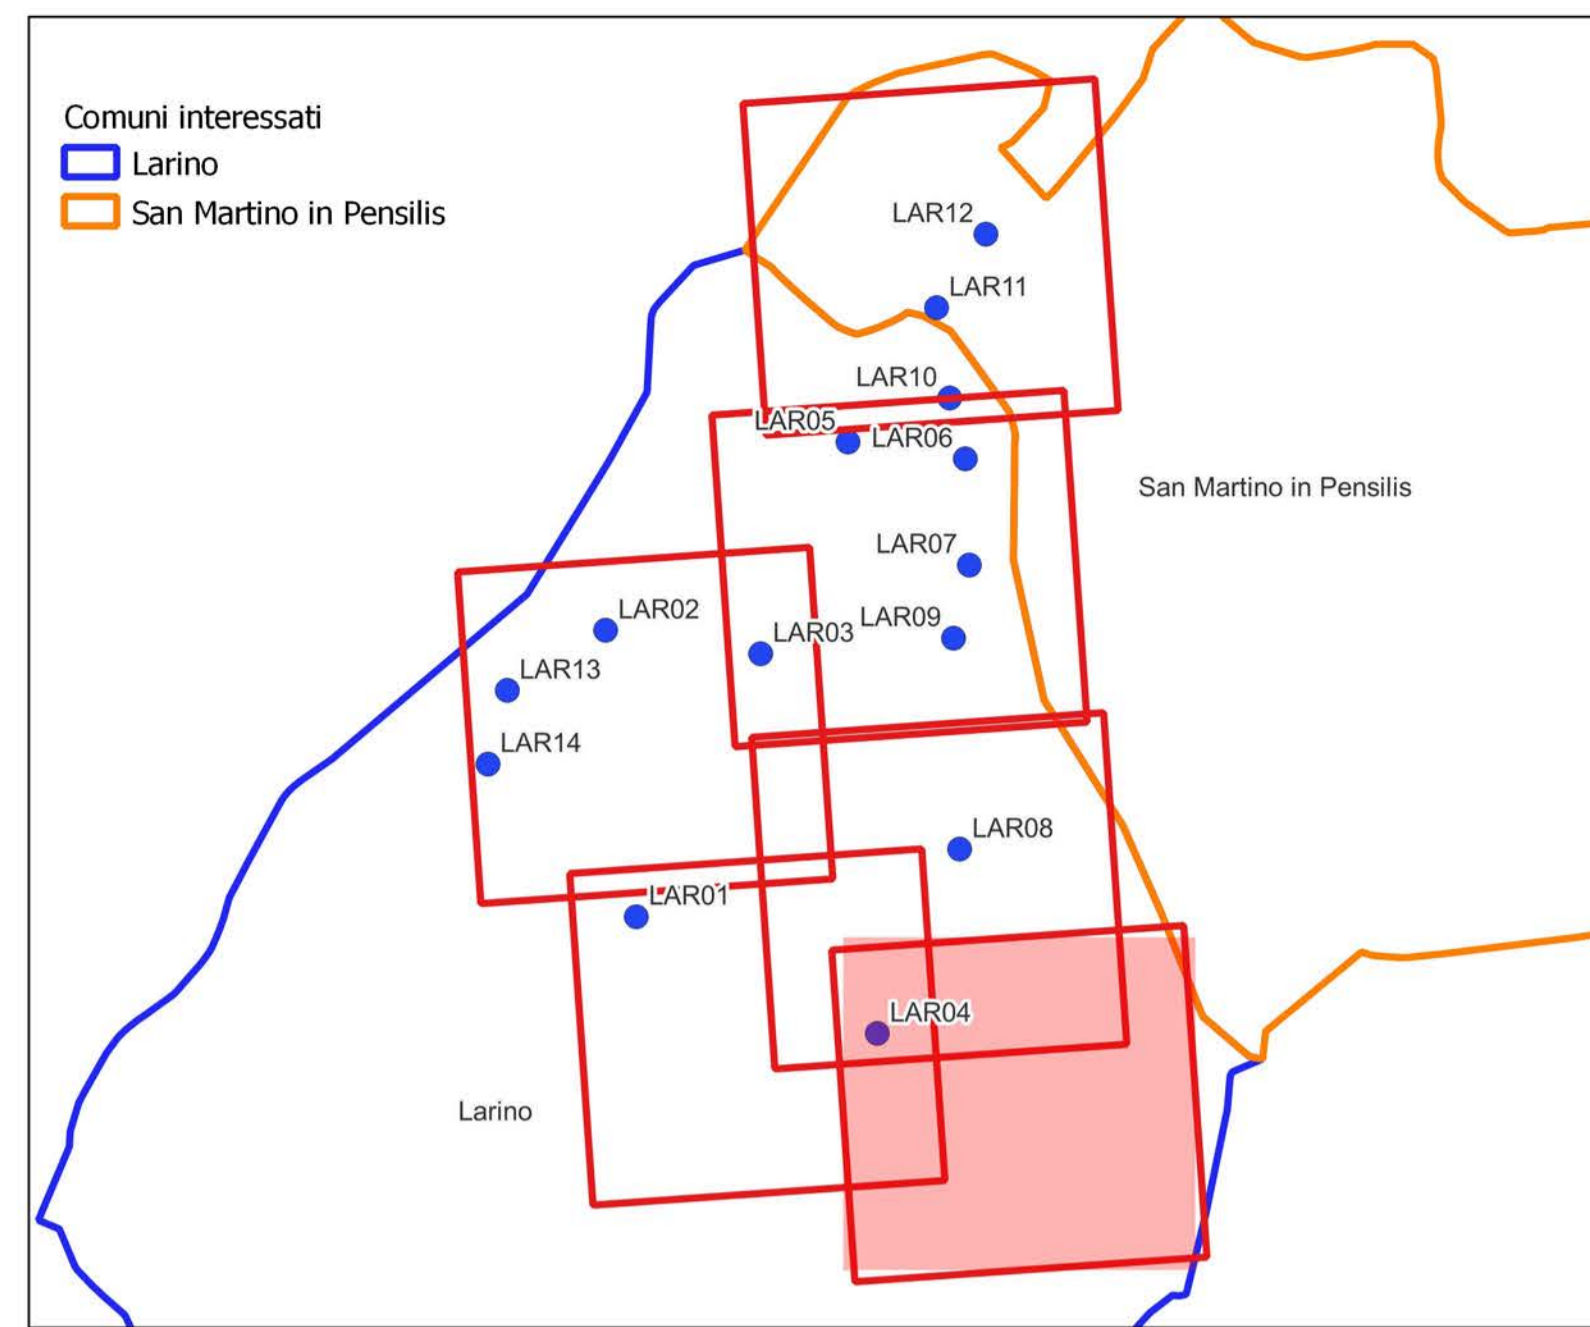 Comuni interessati
Larino
San Martino in Pensilis
LAR12
LAR11
LAR10
LAR05
LAR06
San Martino in Pensilis
LAR07
LAR02
LAR09
LAR03
LAR13
LAR14
LAR08
LAR01
LAR04
Larino